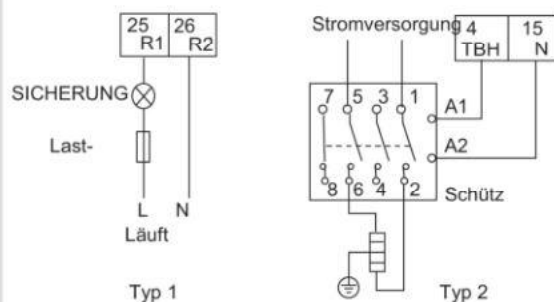 25 26
R1 R2
SICHERUNG
Last-
L N
Läuft
Typ 1
Stromversorgung
4 15
TBH N
7 5 3 1
A1
A2
8 6 4 2
Schütz
Typ 2